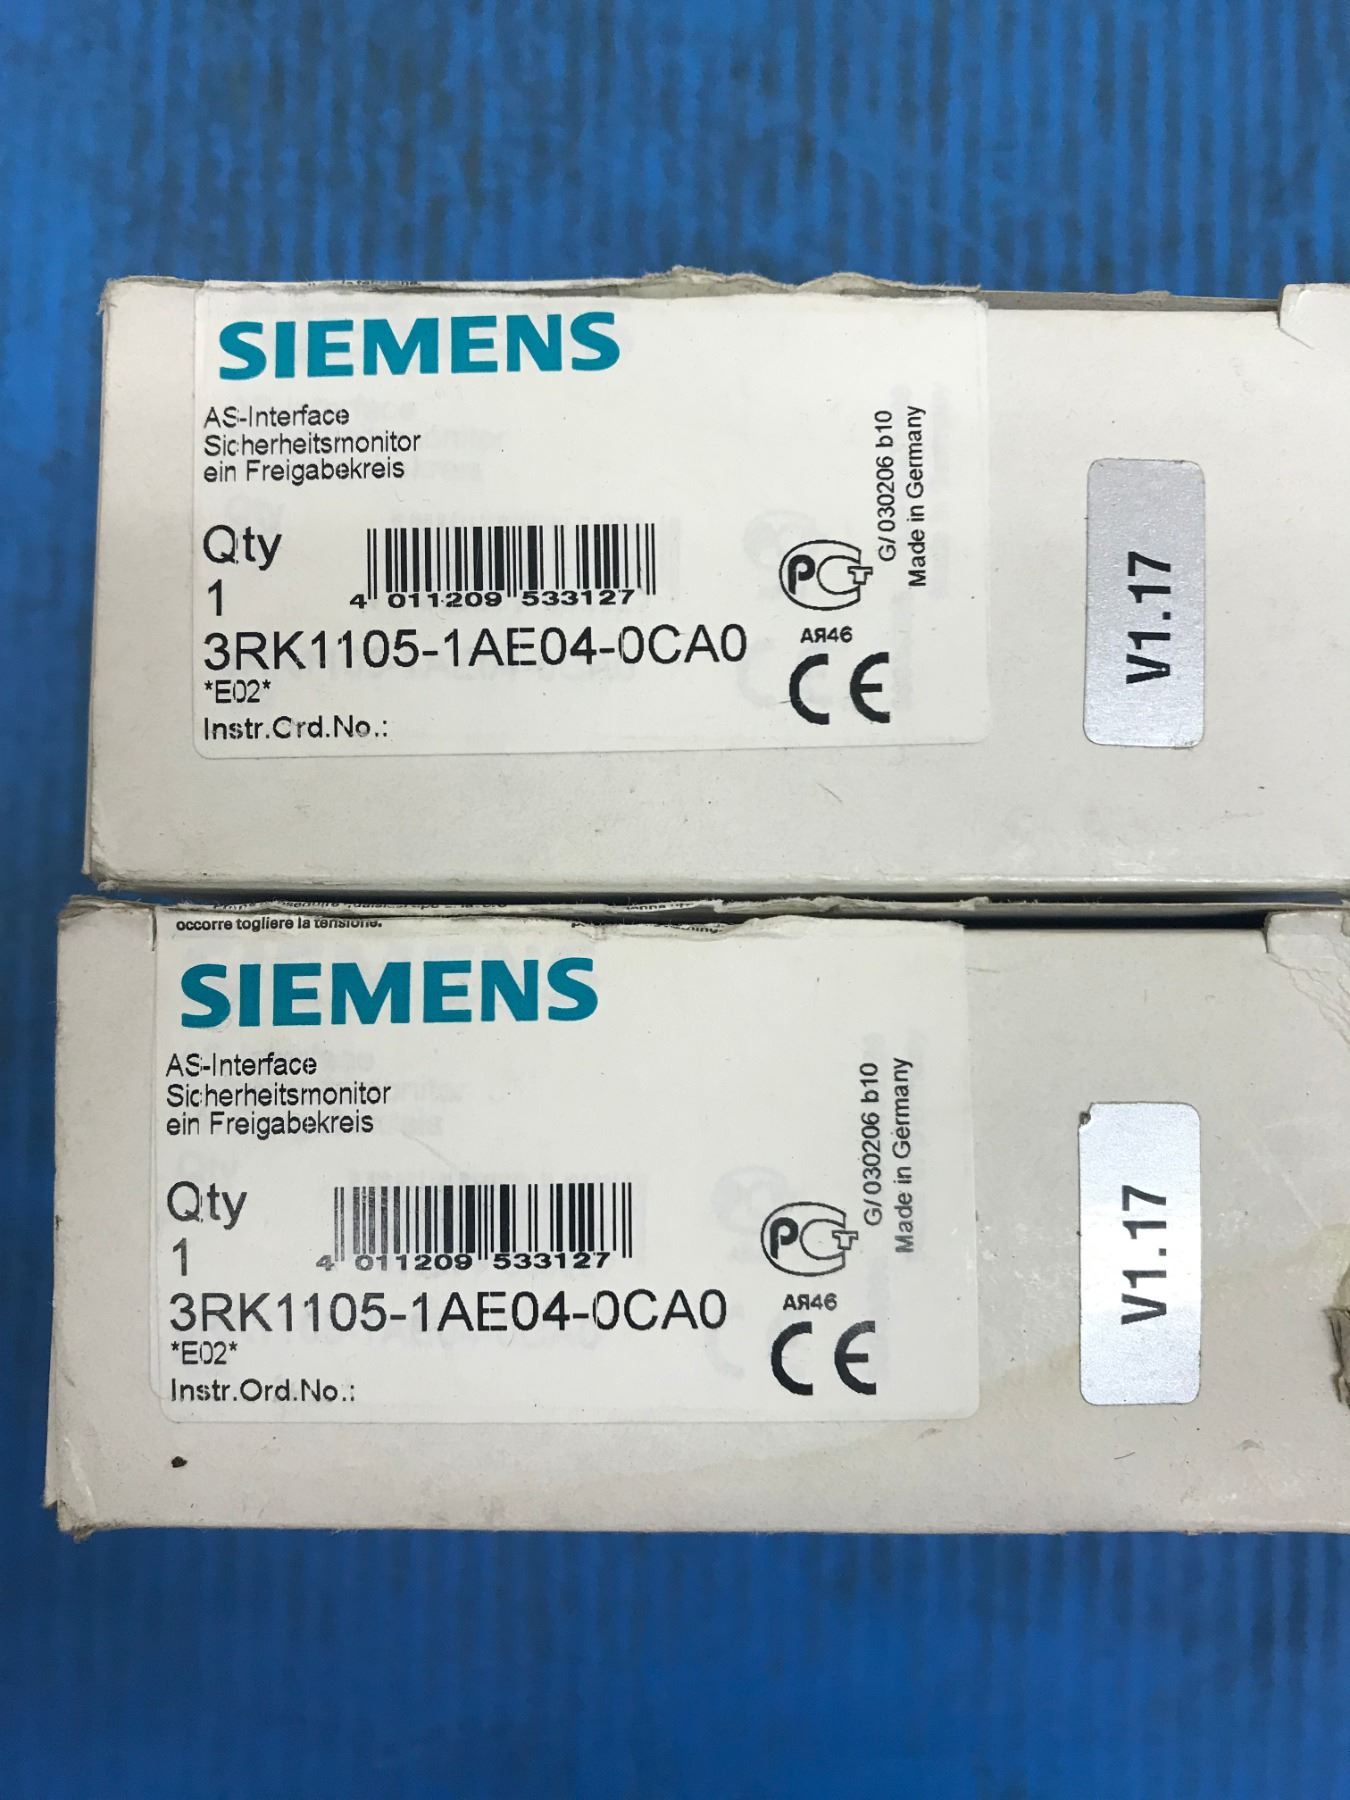 SIEMENS
AS-Interface
Sicherheitsmonitor
ein Freigabekreis
Qty
1
4 011209 533127
3RK1105-1AE04-0CA0
*E02*
Instr.Ord.No.:
PCT
АЯ46
CE
G/030206 b10
Made in Germany
V1.17
occorre togliere la tensione.
SIEMENS
AS-Interface
Sicherheitsmonitor
ein Freigabekreis
Qty
1
4 011209 533127
3RK1105-1AE04-0CA0
*E02*
Instr.Ord.No.:
PCT
АЯ46
CE
G/030206 b10
Made in Germany
V1.17